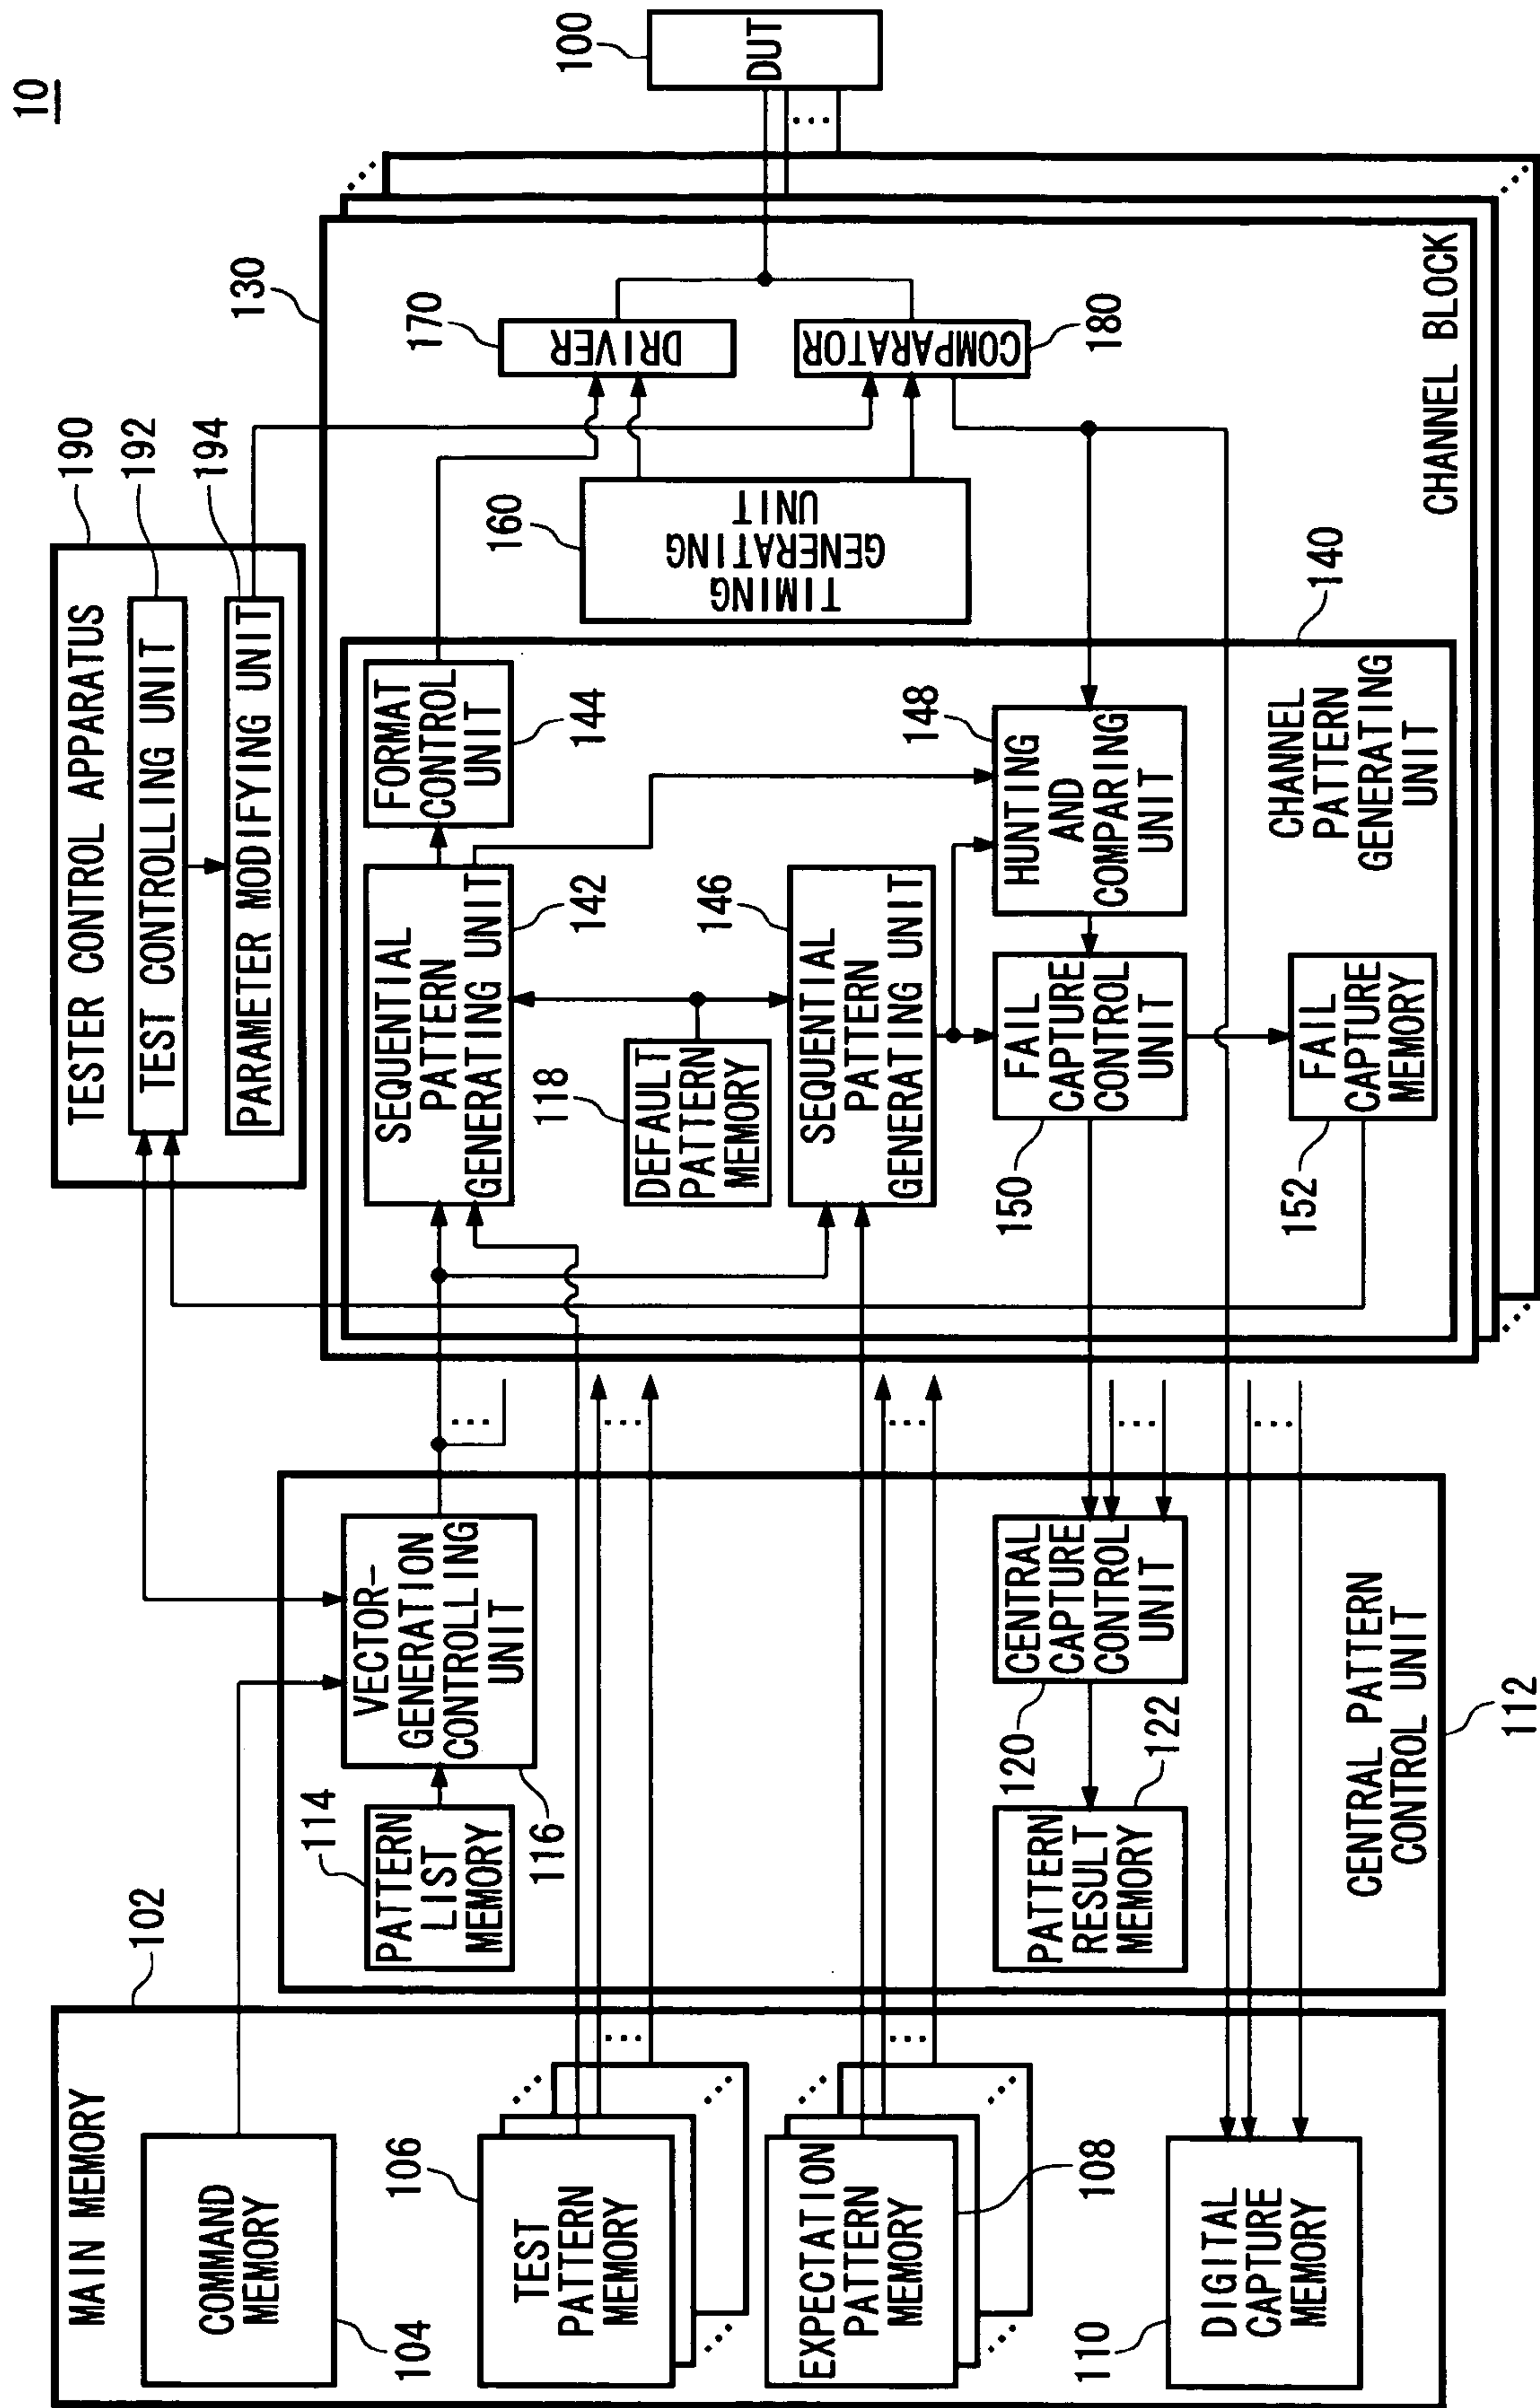 10
MAIN MEMORY
102
COMMAND
MEMORY
104
TEST
PATTERN
MEMORY
106
EXPECTATION
PATTERN
MEMORY
108
DIGITAL
CAPTURE
MEMORY
110
PATTERN
LIST
MEMORY
114
VECTOR-
GENERATION
CONTROLLING
UNIT
116
PATTERN
RESULT
MEMORY
122
CENTRAL
CAPTURE
CONTROL
UNIT
120
CENTRAL PATTERN
CONTROL UNIT
112
TESTER CONTROL APPARATUS
190
TEST CONTROLLING UNIT
192
PARAMETER MODIFYING UNIT
194
130
SEQUENTIAL
PATTERN
GENERATING UNIT
142
FORMAT
CONTROL
UNIT
144
DEFAULT
PATTERN
MEMORY
118
SEQUENTIAL
PATTERN
GENERATING UNIT
146
HUNTING
AND
COMPARING
UNIT
148
FAIL
CAPTURE
CONTROL
UNIT
150
FAIL
CAPTURE
MEMORY
152
CHANNEL
PATTERN
GENERATING
UNIT
140
TIMING
GENERATING
UNIT
160
DRIVER
170
COMPARATOR
180
CHANNEL BLOCK
DUT
100